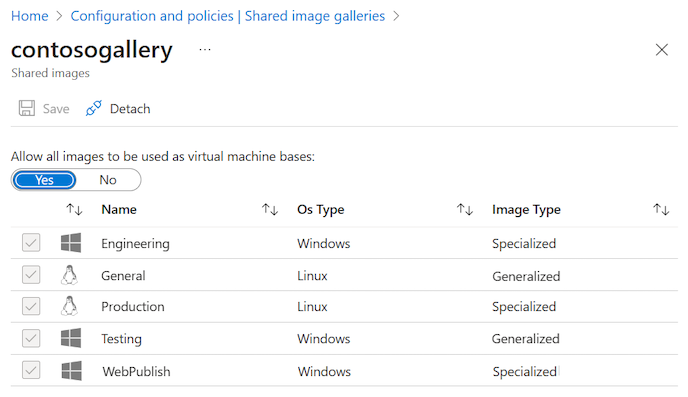 Home > Configuration and policies | Shared image galleries >
contosogallery ...
Shared images
Save Detach
Allow all images to be used as virtual machine bases:
Yes No
Name Os Type Image Type
Engineering Windows Specialized
General Linux Generalized
Production Linux Specialized
Testing Windows Generalized
WebPublish Windows Specialized